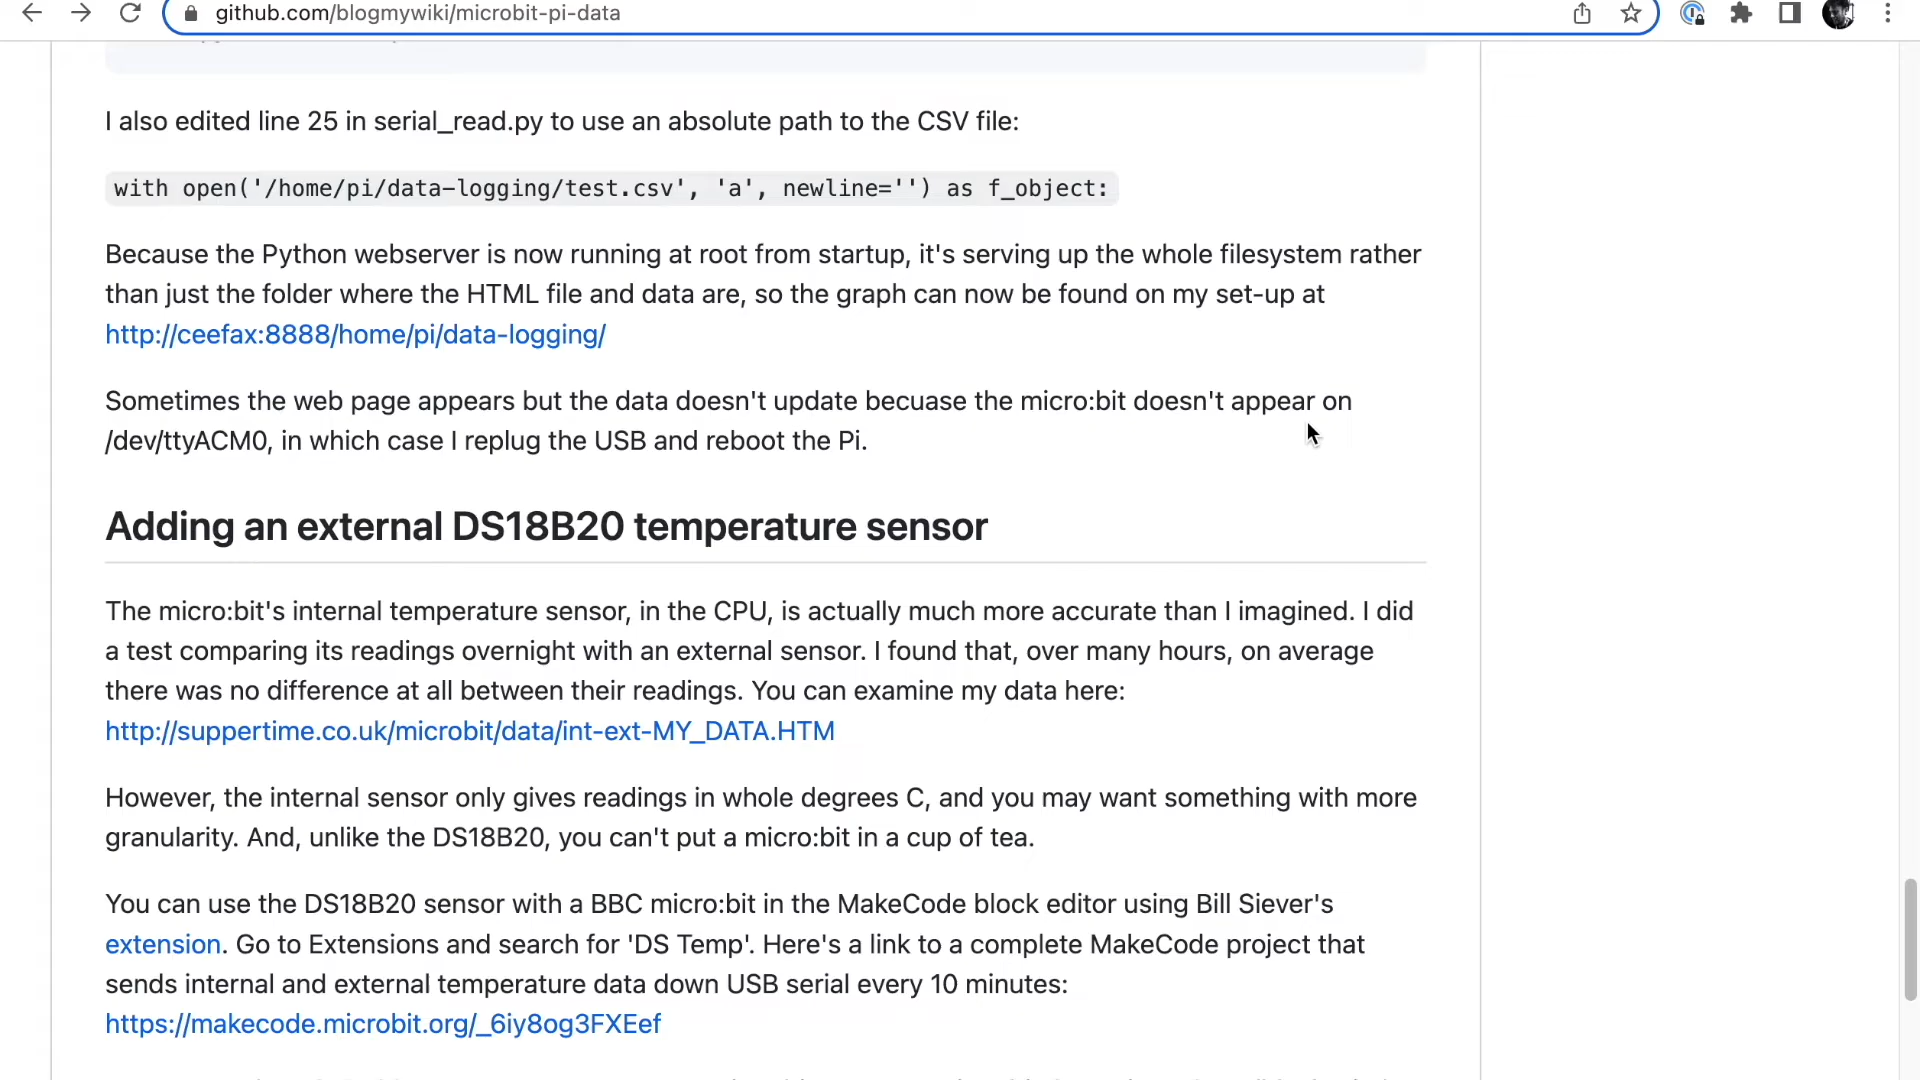 github.com/blogmywiki/microbit-pi-data
I also edited line 25 in serial_read.py to use an absolute path to the CSV file:
with open('/home/pi/data-logging/test.csv', 'a', newline='') as f_object:
Because the Python webserver is now running at root from startup, it's serving up the whole filesystem rather
than just the folder where the HTML file and data are, so the graph can now be found on my set-up at
http://ceefax:8888/home/pi/data-logging/
Sometimes the web page appears but the data doesn't update becuase the micro:bit doesn't appear on
/dev/ttyACM0, in which case I replug the USB and reboot the Pi.
Adding an external DS18B20 temperature sensor
The micro:bit's internal temperature sensor, in the CPU, is actually much more accurate than I imagined. I did
a test comparing its readings overnight with an external sensor. I found that, over many hours, on average
there was no difference at all between their readings. You can examine my data here:
http://suppertime.co.uk/microbit/data/int-ext-MY_DATA.HTM
However, the internal sensor only gives readings in whole degrees C, and you may want something with more
granularity. And, unlike the DS18B20, you can't put a micro:bit in a cup of tea.
You can use the DS18B20 sensor with a BBC micro:bit in the MakeCode block editor using Bill Siever's
extension. Go to Extensions and search for 'DS Temp'. Here's a link to a complete MakeCode project that
sends internal and external temperature data down USB serial every 10 minutes:
https://makecode.microbit.org/_6iy8og3FXEef